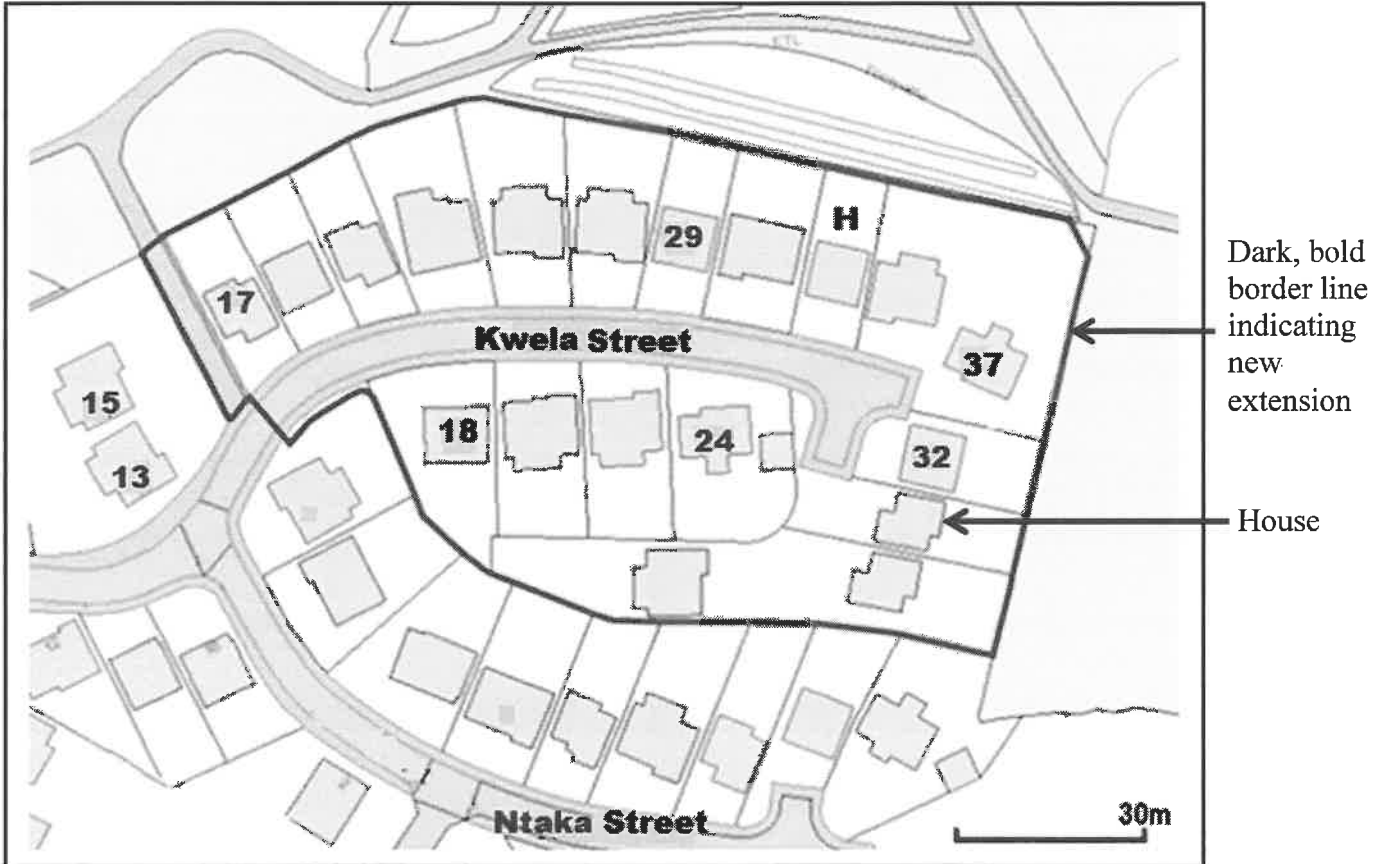 H
29
17
Kwela Street
37
15
18
24
32
13
Ntaka Street
30m
Dark, bold
border line
indicating
new
extension
House